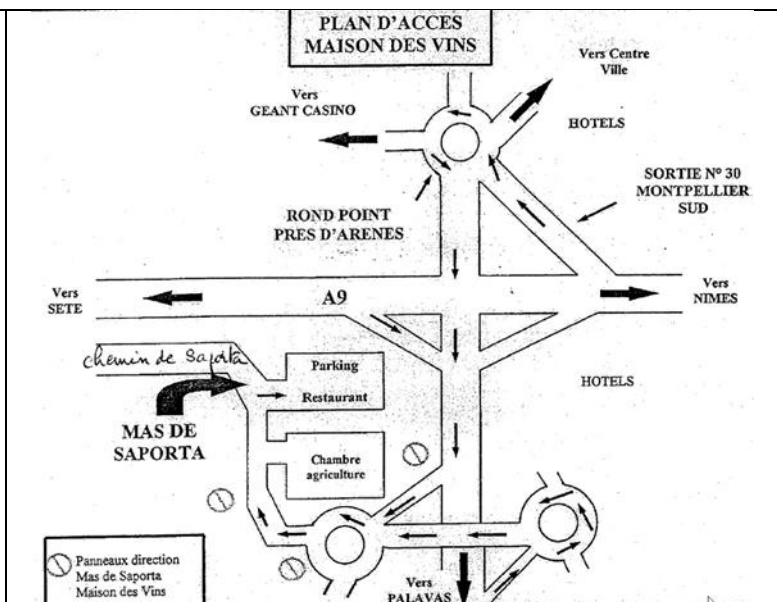 PLAN D'ACCES
MAISON DES VINS
Vers Centre
Ville
Vers
GEANT CASINO
HOTELS
SORTIE N° 30
MONTPELLIER
SUD
ROND POINT
PRES D'ARENES
Vers
SETE
A9
Vers
NIMES
chemin de Saporta
Parking
Restaurant
HOTELS
MAS DE
SAPORTA
Chambre
agriculture
Panneaux direction
Mas de Saporta
Maison des Vins
Vers
PALAVAS